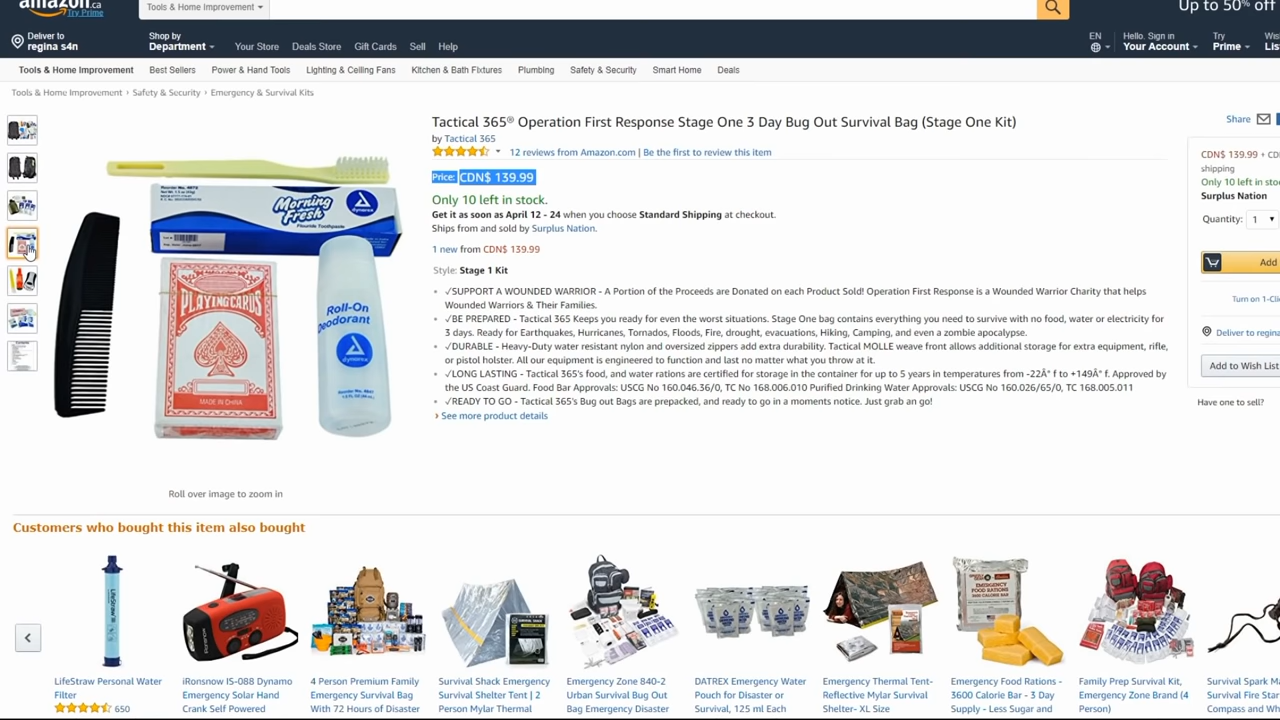 amazon.ca
Try Prime
Tools & Home Improvement
Up to 50% off
Deliver to
regina s4n
Shop by
Department
Your Store
Deals Store
Gift Cards
Sell
Help
EN
Hello. Sign in
Your Account
Try
Prime
Tools & Home Improvement
Best Sellers
Power & Hand Tools
Lighting & Ceiling Fans
Kitchen & Bath Fixtures
Plumbing
Safety & Security
Smart Home
Deals
Tools & Home Improvement › Safety & Security › Emergency & Survival Kits
Tactical 365® Operation First Response Stage One 3 Day Bug Out Survival Bag (Stage One Kit)
by Tactical 365
12 reviews from Amazon.com | Be the first to review this item
Price: CDN$ 139.99
Only 10 left in stock.
Get it as soon as April 12 - 24 when you choose Standard Shipping at checkout.
Ships from and sold by Surplus Nation.
1 new from CDN$ 139.99
Style: Stage 1 Kit
√SUPPORT A WOUNDED WARRIOR - A Portion of the Proceeds are Donated on each Product Sold! Operation First Response is a Wounded Warrior Charity that helps
Wounded Warriors & Their Families.
√BE PREPARED - Tactical 365 Keeps you ready for even the worst situations. Stage One bag contains everything you need to survive with no food, water or electricity for
3 days. Ready for Earthquakes, Hurricanes, Tornados, Floods, Fire, drought, evacuations, Hiking, Camping, and even a zombie apocalypse.
√DURABLE - Heavy-Duty water resistant nylon and oversized zippers add extra durability. Tactical MOLLE weave front allows additional storage for extra equipment, rifle,
or pistol holster. All our equipment is engineered to function and last no matter what you throw at it.
√LONG LASTING - Tactical 365's food, and water rations are certified for storage in the container for up to 5 years in temperatures from -22Â° f to +149Â° f. Approved by
the US Coast Guard. Food Bar Approvals: USCG No 160.046.36/0, TC No 168.006.010 Purified Drinking Water Approvals: USCG No 160.026/65/0, TC 168.005.011
√READY TO GO - Tactical 365's Bug out Bags are prepacked, and ready to go in a moments notice. Just grab an go!
› See more product details
Morning
Fresh
Fluoride Toothpaste
dynarex
PLAYING CARDS
MADE IN CHINA
Roll-On
Deodorant
dynarex
Roll over image to zoom in
Share
CDN$ 139.99 + CD
shipping
Only 10 left in sto
Surplus Nation
Quantity: 1
Add
Turn on 1-Cli
Deliver to regina
Add to Wish List
Have one to sell?
Customers who bought this item also bought
LifeStraw Personal Water
Filter
650
iRonsnow IS-088 Dynamo
Emergency Solar Hand
Crank Self Powered
4 Person Premium Family
Emergency Survival Bag
With 72 Hours of Disaster
Survival Shack Emergency
Survival Shelter Tent | 2
Person Mylar Thermal
Emergency Zone 840-2
Urban Survival Bug Out
Bag Emergency Disaster
DATREX Emergency Water
Pouch for Disaster or
Survival, 125 ml Each
Emergency Thermal Tent-
Reflective Mylar Survival
Shelter- XL Size
Emergency Food Rations -
3600 Calorie Bar - 3 Day
Supply - Less Sugar and
Family Prep Survival Kit,
Emergency Zone Brand (4
Person)
Survival Spark Ma
Survival Fire Star
Compass and Wh